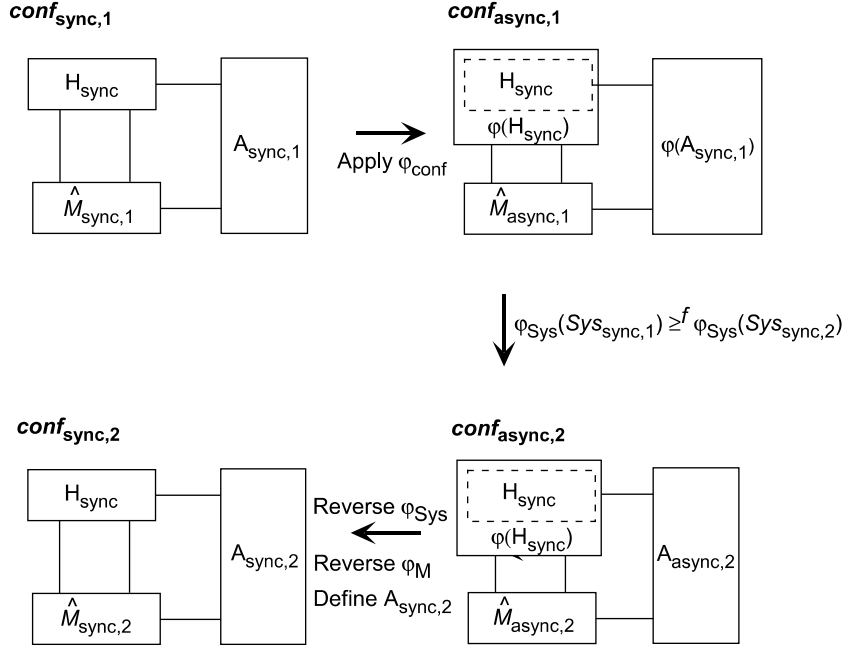 conf_sync,1
H_sync
A_sync,1
M̂_sync,1
Apply φ_conf
conf_async,1
H_sync
φ(H_sync)
φ(A_sync,1)
M̂_async,1
φ_Sys(Sys_sync,1) ≥^f φ_Sys(Sys_sync,2)
conf_sync,2
H_sync
A_sync,2
M̂_sync,2
Reverse φ_Sys
Reverse φ_M
Define A_sync,2
conf_async,2
H_sync
φ(H_sync)
A_async,2
M̂_async,2